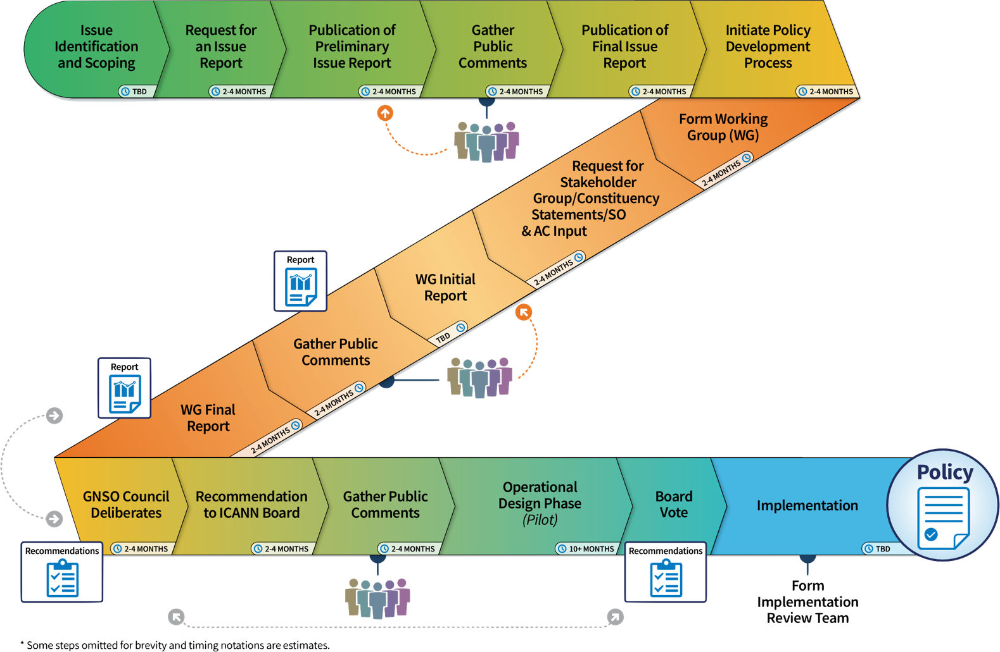 Issue
Identification
and Scoping
TBD
Request for
an Issue
Report
2-4 MONTHS
Publication of
Preliminary
Issue Report
2-4 MONTHS
Gather
Public
Comments
2-4 MONTHS
Publication of
Final Issue
Report
2-4 MONTHS
Initiate Policy
Development
Process
2-4 MONTHS
Form Working
Group (WG)
2-4 MONTHS
Request for
Stakeholder
Group/Constituency
Statements/SO
& AC Input
2-4 MONTHS
WG Initial
Report
TBD
Report
Gather Public
Comments
2-4 MONTHS
Report
WG Final
Report
2-4 MONTHS
GNSO Council
Deliberates
2-4 MONTHS
Recommendations
Recommendation
to ICANN Board
2-4 MONTHS
Gather Public
Comments
2-4 MONTHS
Operational
Design Phase
(Pilot)
10+ MONTHS
Board
Vote
Recommendations
Implementation
TBD
Form
Implementation
Review Team
Policy
* Some steps omitted for brevity and timing notations are estimates.